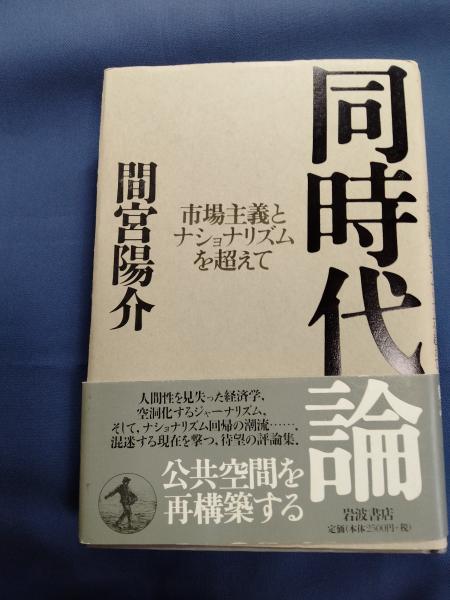 同時代論
市場主義と
ナショナリズム
を超えて
間宮陽介
人間性を見失った経済学,
空洞化するジャーナリズム,
そして,ナショナリズム回帰の潮流……．
混迷する現在を撃つ,待望の評論集．
公共空間を
再構築する
岩波書店
定価(本体2500円+税)